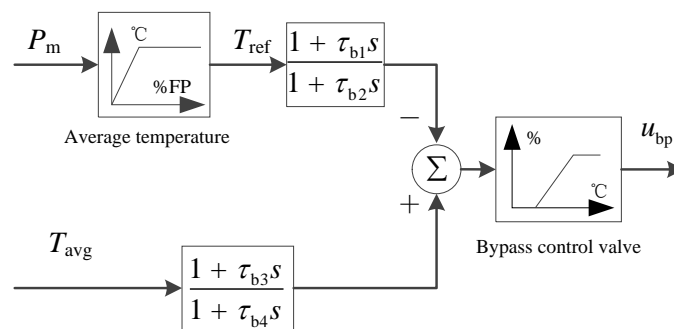 P_m
℃
%FP
Average temperature
T_ref
1 + τ_b1 s
1 + τ_b2 s
−
Σ
+
%
℃
Bypass control valve
u_bp
T_avg
1 + τ_b3 s
1 + τ_b4 s